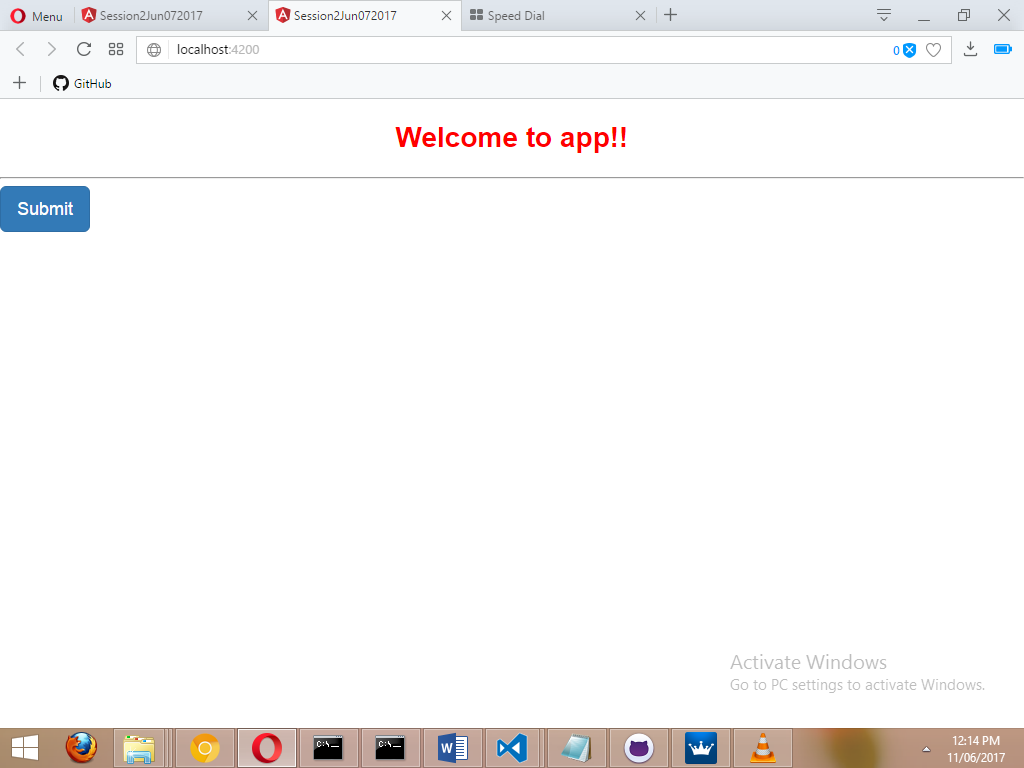 Menu
Session2Jun072017
Session2Jun072017
Speed Dial
localhost:4200
0
GitHub
Welcome to app!!
Submit
Activate Windows
Go to PC settings to activate Windows.
C:\_
C:\_
12:14 PM
11/06/2017